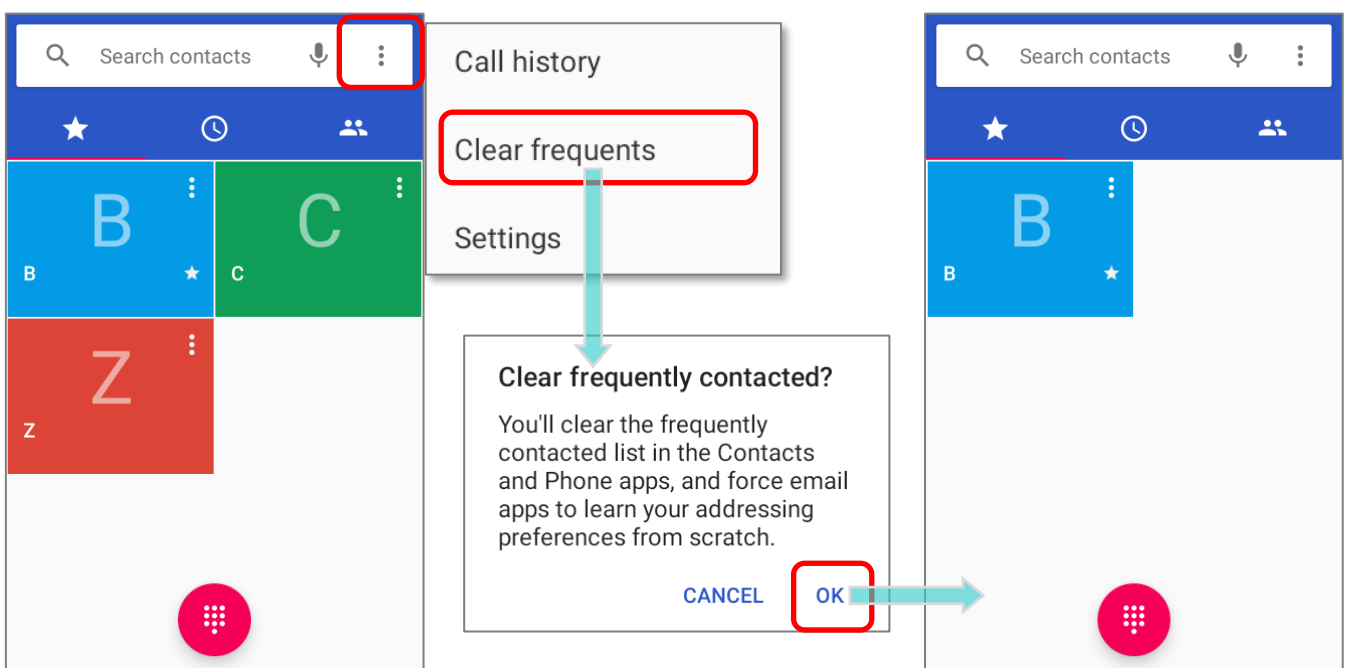 Search contacts
B
B
C
C
Z
Z
Call history
Clear frequents
Settings
Clear frequently contacted?
You'll clear the frequently
contacted list in the Contacts
and Phone apps, and force email
apps to learn your addressing
preferences from scratch.
CANCEL OK
Search contacts
B
B